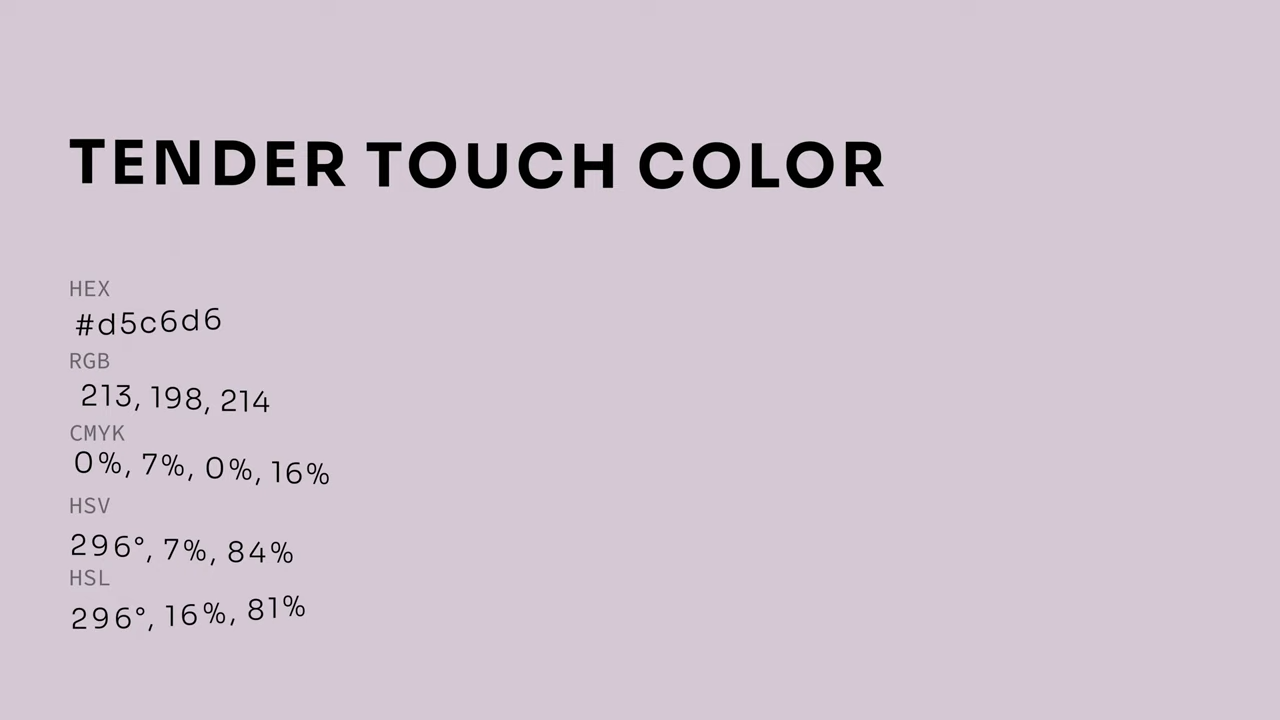 TENDER TOUCH COLOR
HEX
#d5c6d6
RGB
213, 198, 214
CMYK
0%, 7%, 0%, 16%
HSV
296°, 7%, 84%
HSL
296°, 16%, 81%